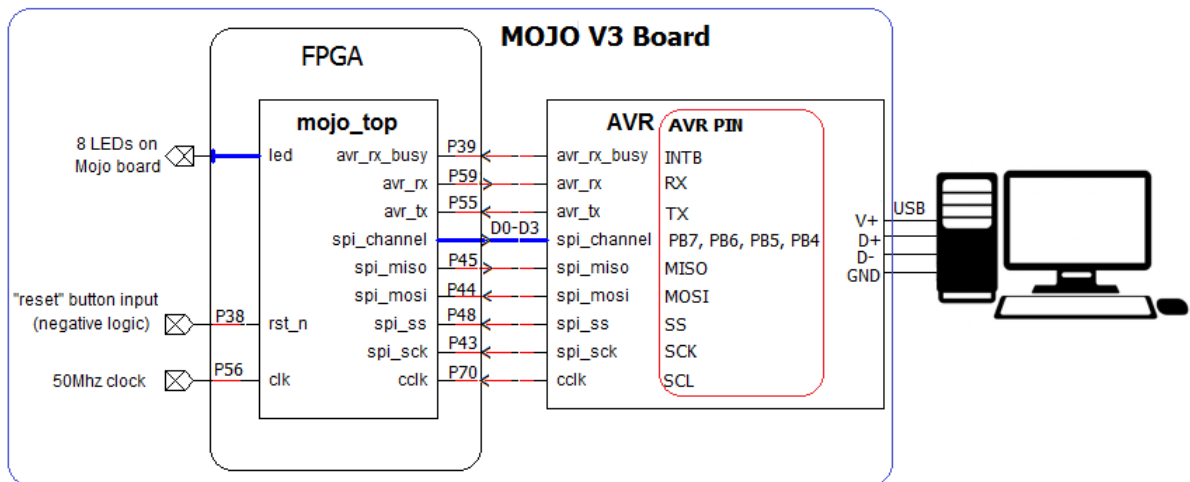 MOJO V3 Board
FPGA
mojo_top
AVR
AVR PIN
8 LEDs on
Mojo board
led
avr_rx_busy
P39
avr_rx_busy
INTB
avr_rx
P59
avr_rx
RX
avr_tx
P55
avr_tx
TX
spi_channel
D0-D3
spi_channel
PB7, PB6, PB5, PB4
spi_miso
P45
spi_miso
MISO
spi_mosi
P44
spi_mosi
MOSI
"reset" button input
(negative logic)
P38
rst_n
spi_ss
P48
spi_ss
SS
spi_sck
P43
spi_sck
SCK
50Mhz clock
P56
clk
cclk
P70
cclk
SCL
V+
USB
D+
D-
GND